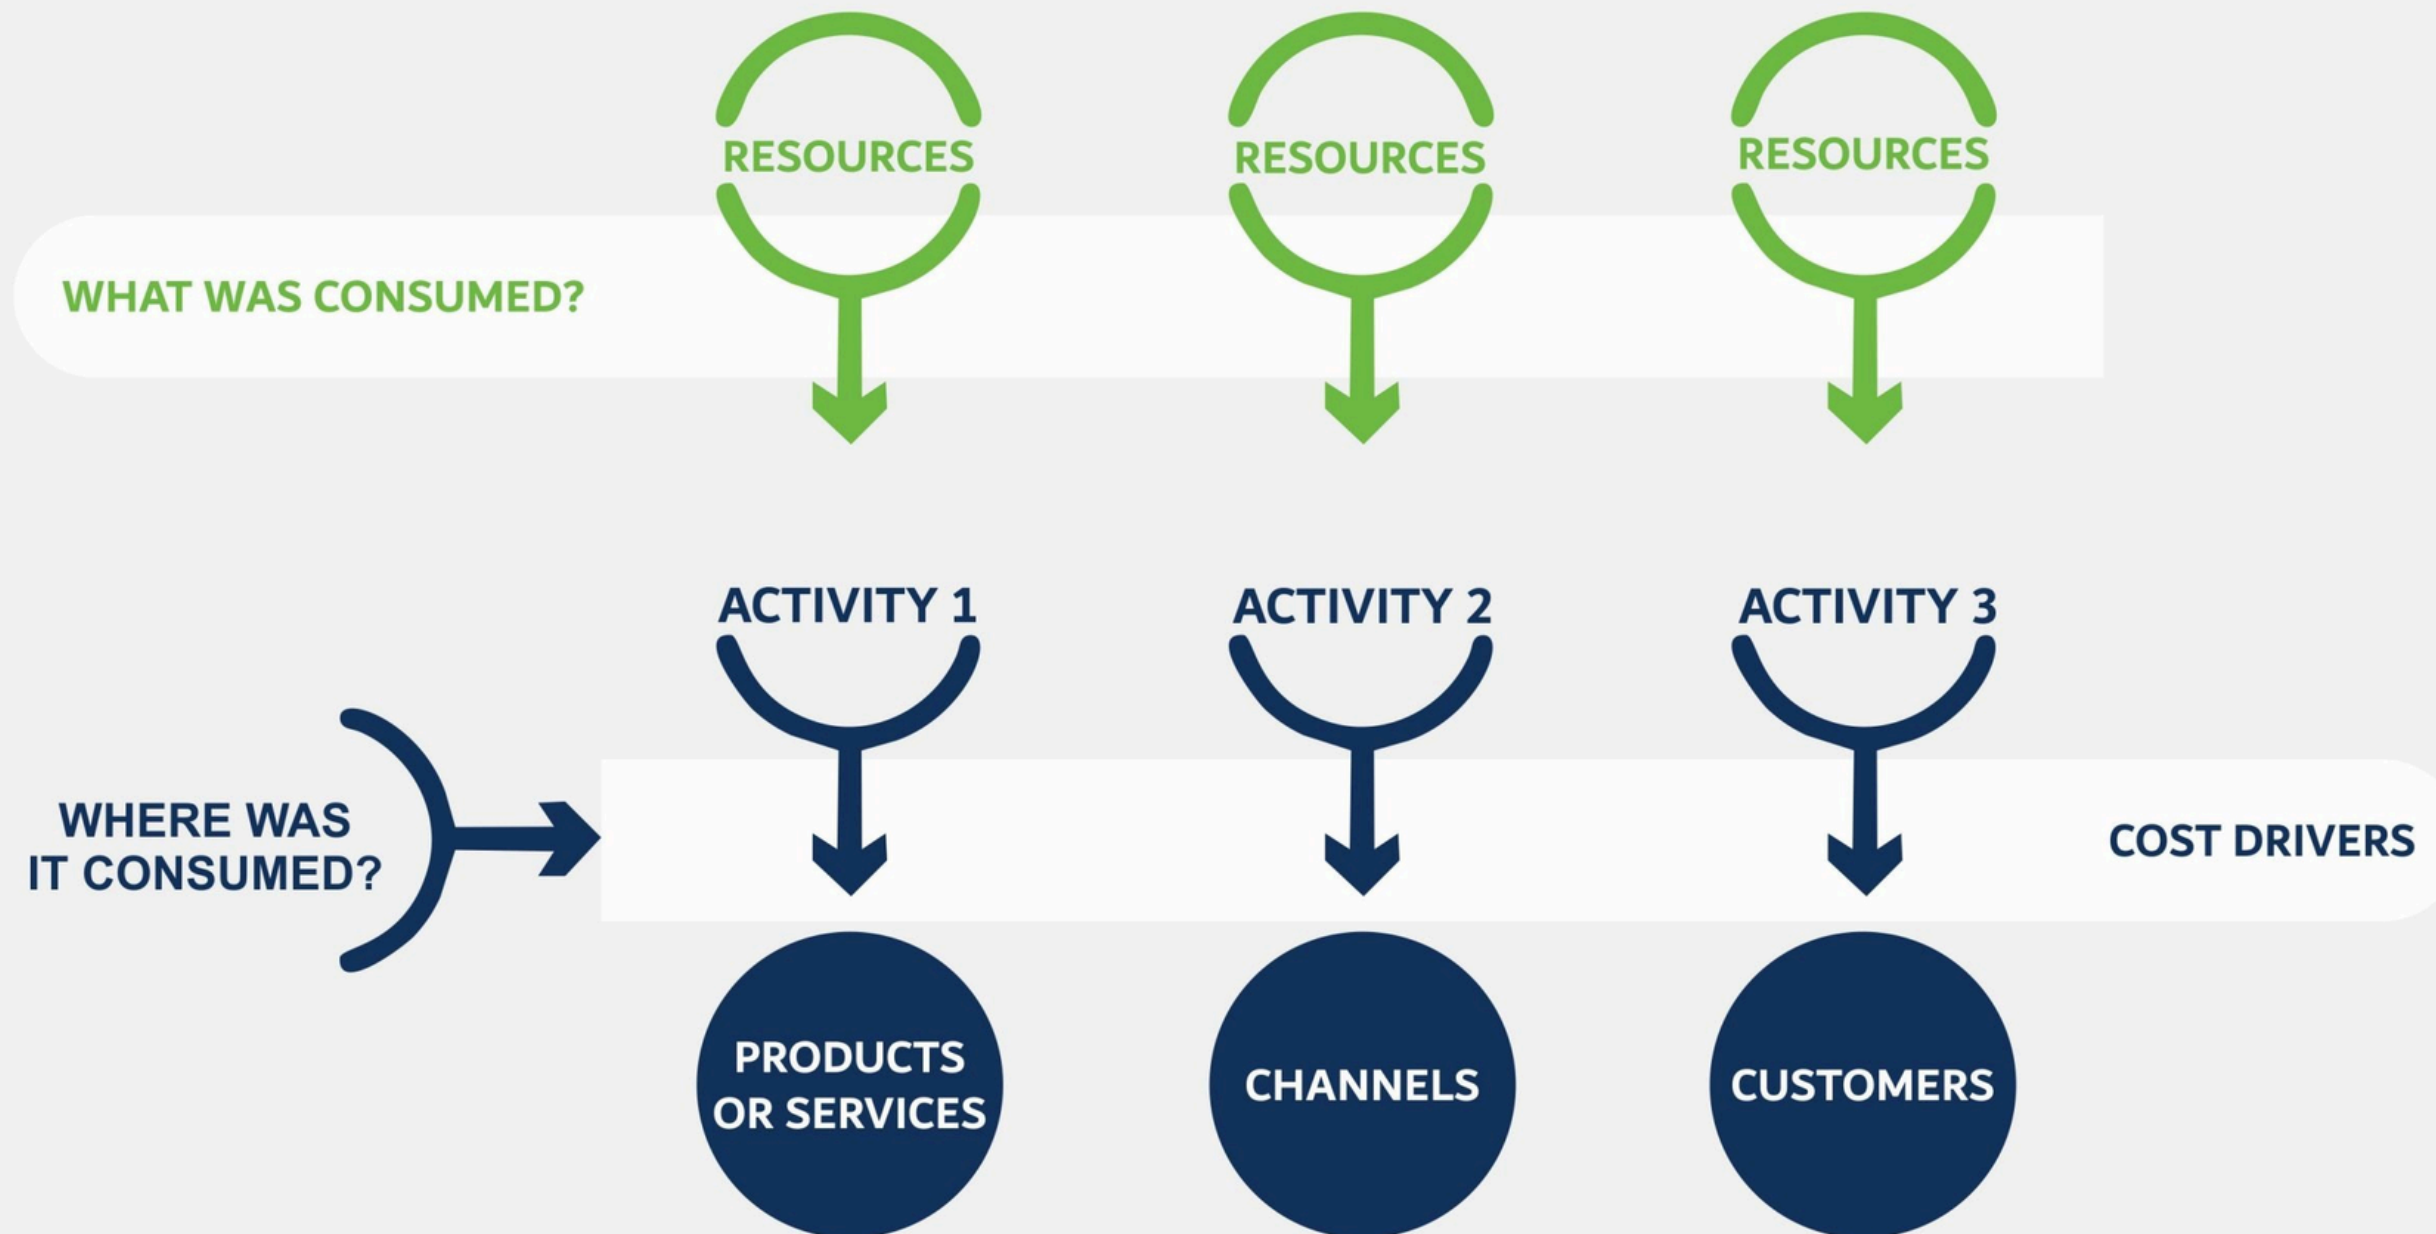 RESOURCES
RESOURCES
RESOURCES
WHAT WAS CONSUMED?
ACTIVITY 1
ACTIVITY 2
ACTIVITY 3
WHERE WAS
IT CONSUMED?
COST DRIVERS
PRODUCTS
OR SERVICES
CHANNELS
CUSTOMERS